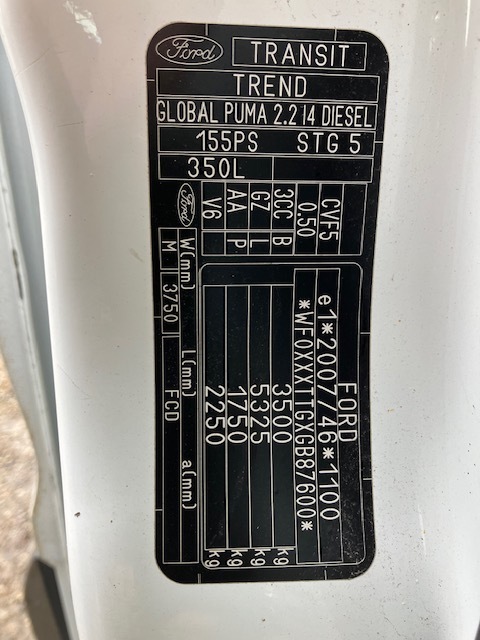 Ford TRANSIT
TREND
GLOBAL PUMA 2.2 I4 DIESEL
155PS STG 5
350L
CVF5
0.50
3CC B
GZ L
AA P
V6
Ford
FORD
e1*2007/46*1100
*WF0XXXTTGXGB87600*
3500 kg
5325 kg
1750 kg
2250 kg
W(mm) L(mm) a(mm)
M 3750 FCD